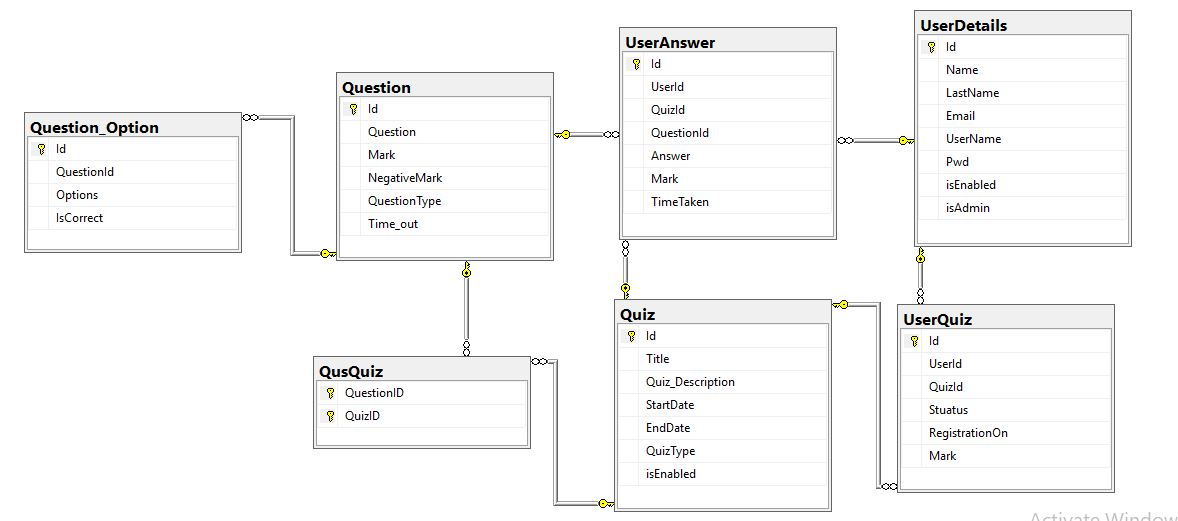 Question_Option
Id
QuestionId
Options
IsCorrect
Question
Id
Question
Mark
NegativeMark
QuestionType
Time_out
UserAnswer
Id
UserId
QuizId
QuestionId
Answer
Mark
TimeTaken
UserDetails
Id
Name
LastName
Email
UserName
Pwd
isEnabled
isAdmin
QusQuiz
QuestionID
QuizID
Quiz
Id
Title
Quiz_Description
StartDate
EndDate
QuizType
isEnabled
UserQuiz
Id
UserId
QuizId
Stuatus
RegistrationOn
Mark
Activate Window